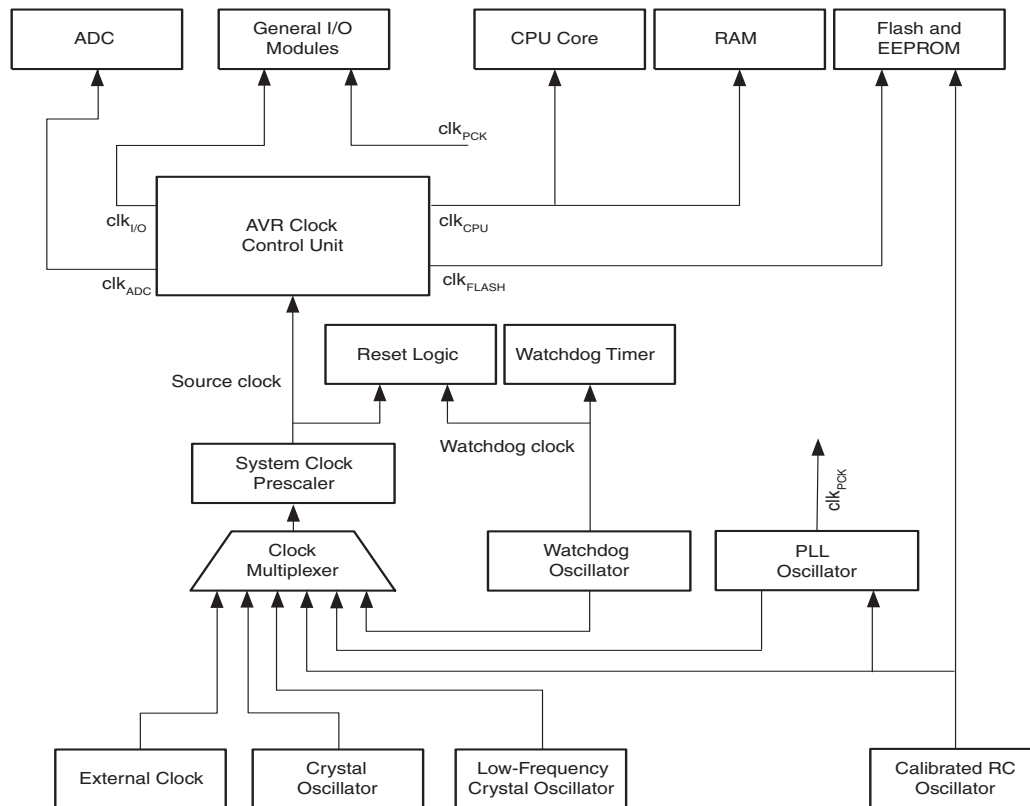 ADC
General I/O
Modules
CPU Core
RAM
Flash and
EEPROM
clkPCK
clkI/O
AVR Clock
Control Unit
clkCPU
clkADC
clkFLASH
Reset Logic
Watchdog Timer
Source clock
Watchdog clock
System Clock
Prescaler
clkPCK
Clock
Multiplexer
Watchdog
Oscillator
PLL
Oscillator
External Clock
Crystal
Oscillator
Low-Frequency
Crystal Oscillator
Calibrated RC
Oscillator